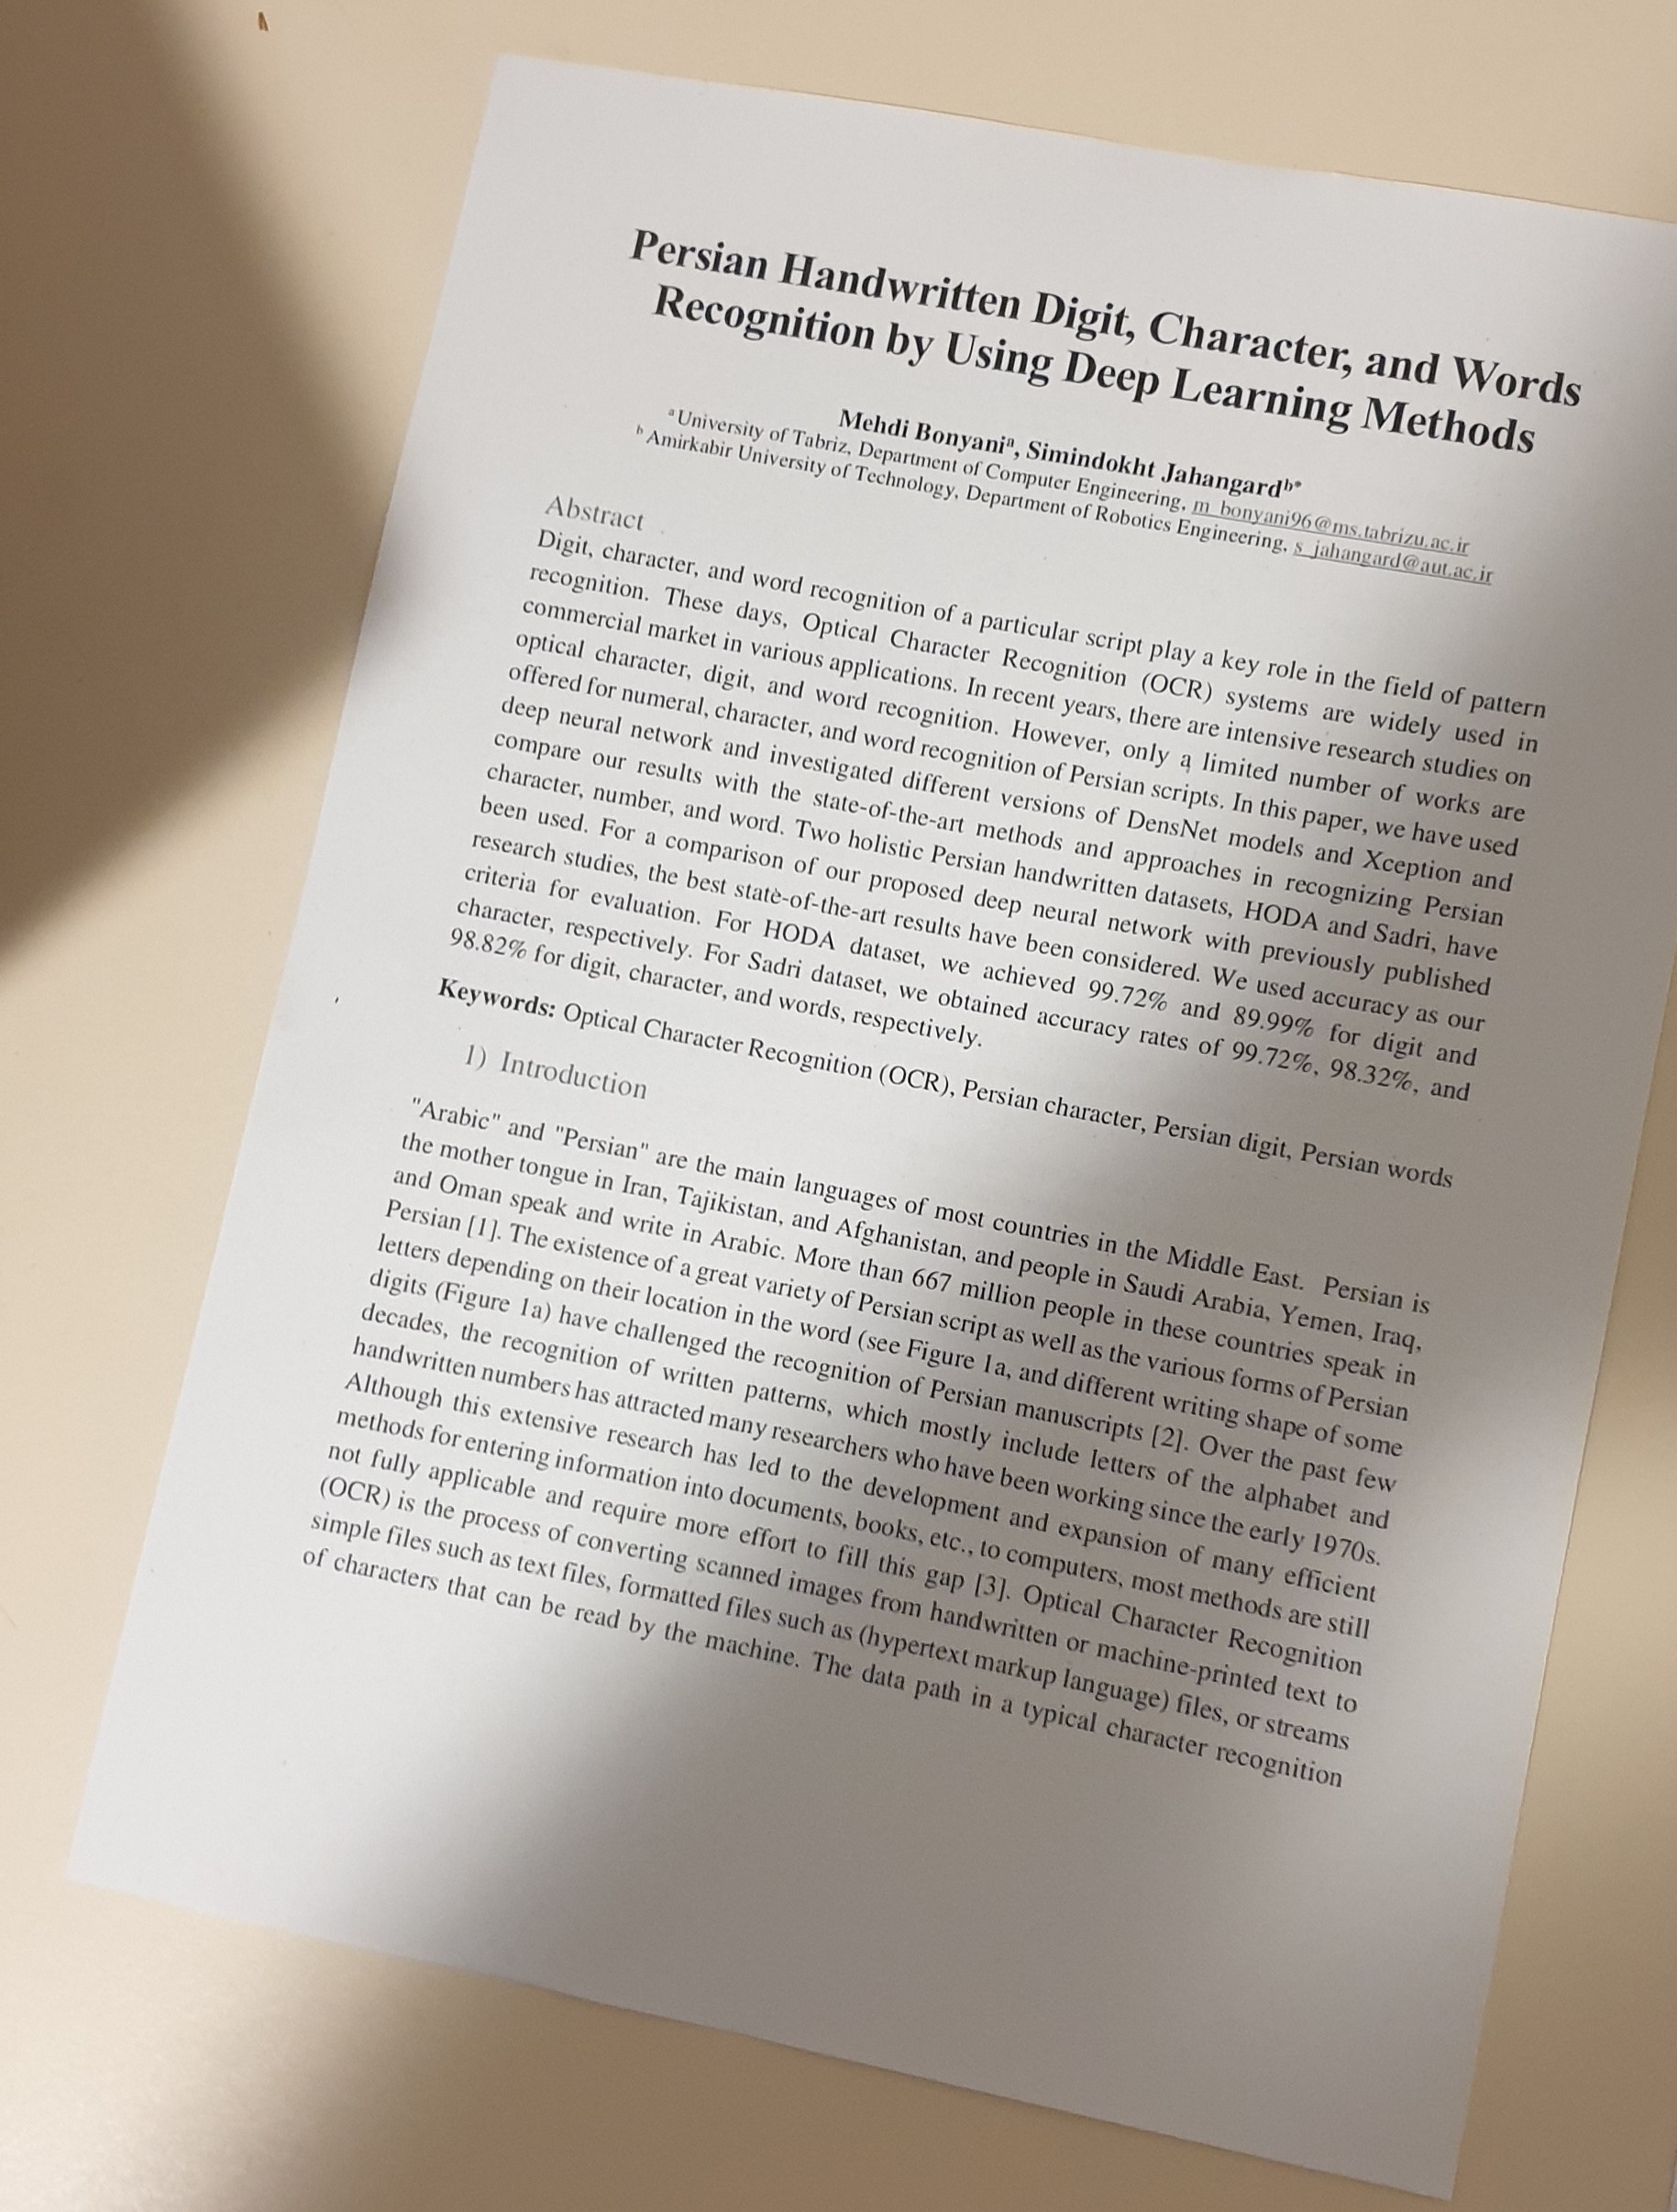 Persian Handwritten Digit, Character, and Words
Recognition by Using Deep Learning Methods
Mehdi Bonyaniᵃ, Simindokht Jahangardᵇ*
ᵃ University of Tabriz, Department of Computer Engineering, m_bonyani96@ms.tabrizu.ac.ir
ᵇ Amirkabir University of Technology, Department of Robotics Engineering, s_jahangard@aut.ac.ir
Abstract
Digit, character, and word recognition of a particular script play a key role in the field of pattern
recognition. These days, Optical Character Recognition (OCR) systems are widely used in
commercial market in various applications. In recent years, there are intensive research studies on
optical character, digit, and word recognition. However, only a limited number of works are
offered for numeral, character, and word recognition of Persian scripts. In this paper, we have used
deep neural network and investigated different versions of DensNet models and Xception and
compare our results with the state-of-the-art methods and approaches in recognizing Persian
character, number, and word. Two holistic Persian handwritten datasets, HODA and Sadri, have
been used. For a comparison of our proposed deep neural network with previously published
research studies, the best state-of-the-art results have been considered. We used accuracy as our
criteria for evaluation. For HODA dataset, we achieved 99.72% and 89.99% for digit and
character, respectively. For Sadri dataset, we obtained accuracy rates of 99.72%, 98.32%, and
98.82% for digit, character, and words, respectively.
Keywords: Optical Character Recognition (OCR), Persian character, Persian digit, Persian words
1) Introduction
"Arabic" and "Persian" are the main languages of most countries in the Middle East. Persian is
the mother tongue in Iran, Tajikistan, and Afghanistan, and people in Saudi Arabia, Yemen, Iraq,
and Oman speak and write in Arabic. More than 667 million people in these countries speak in
Persian [1]. The existence of a great variety of Persian script as well as the various forms of Persian
letters depending on their location in the word (see Figure 1a, and different writing shape of some
digits (Figure 1a) have challenged the recognition of Persian manuscripts [2]. Over the past few
decades, the recognition of written patterns, which mostly include letters of the alphabet and
handwritten numbers has attracted many researchers who have been working since the early 1970s.
Although this extensive research has led to the development and expansion of many efficient
methods for entering information into documents, books, etc., to computers, most methods are still
not fully applicable and require more effort to fill this gap [3]. Optical Character Recognition
(OCR) is the process of converting scanned images from handwritten or machine-printed text to
simple files such as text files, formatted files such as (hypertext markup language) files, or streams
of characters that can be read by the machine. The data path in a typical character recognition